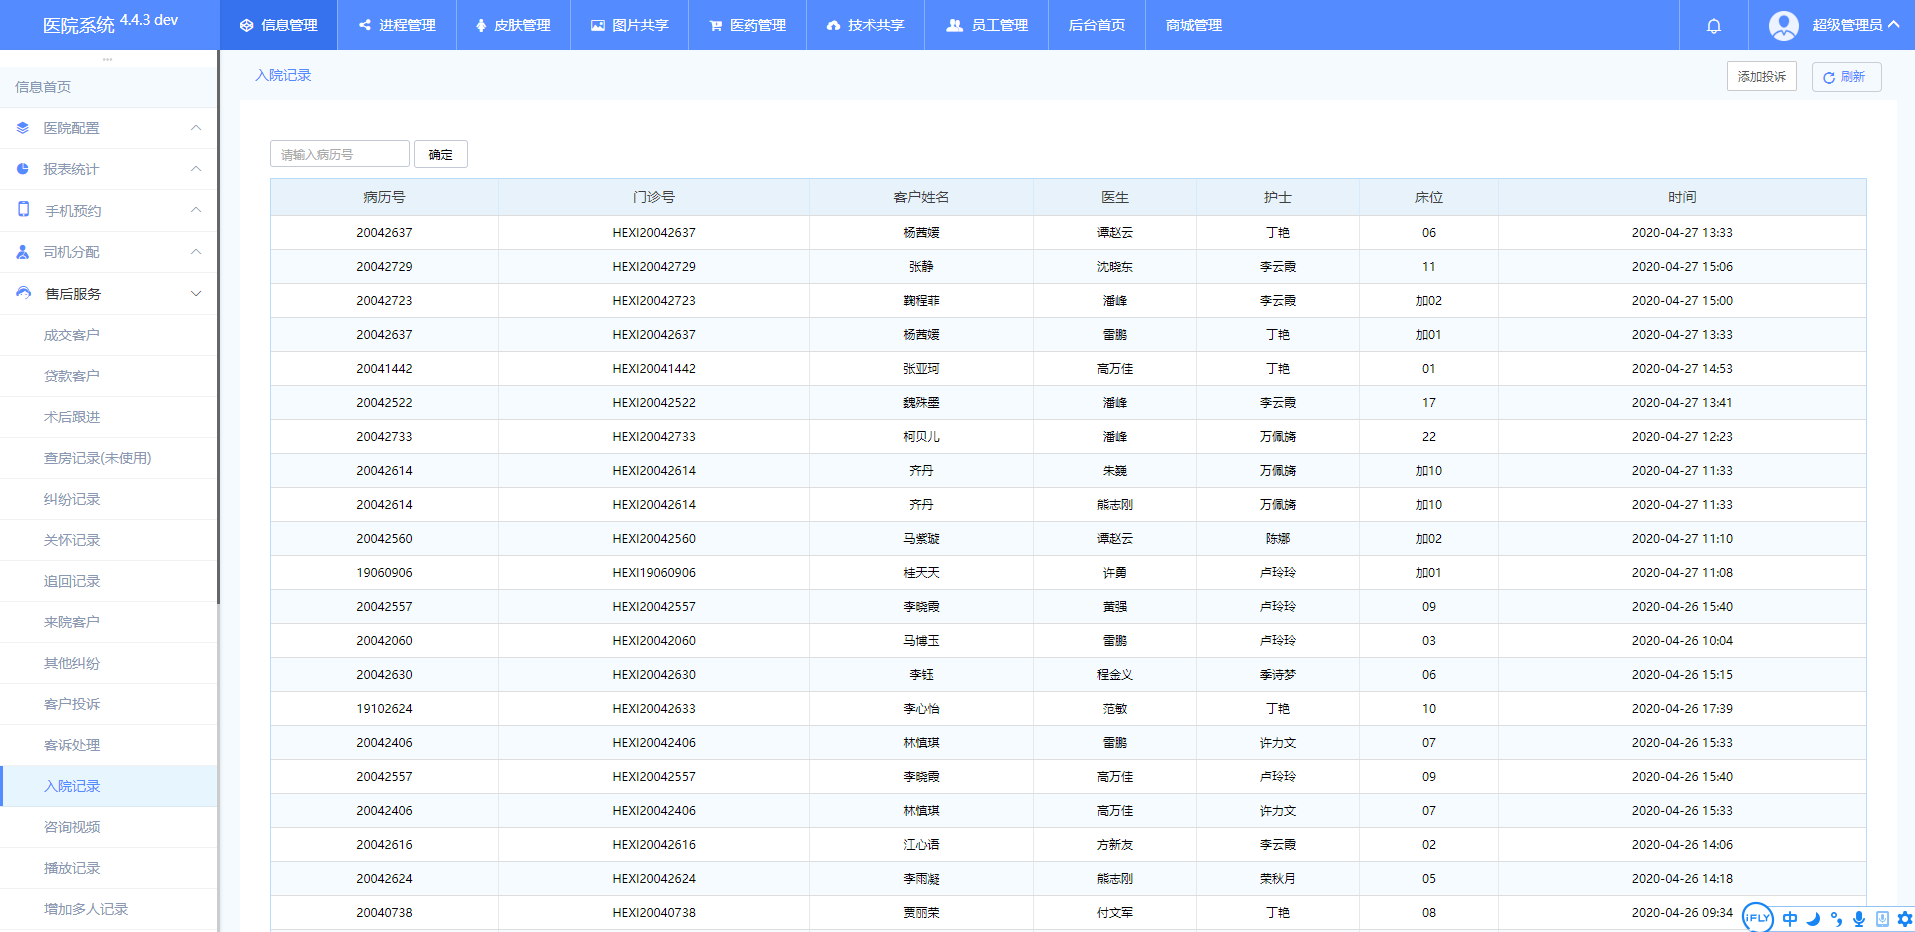 医院系统 4.4.3 dev
信息管理 进程管理 皮肤管理 图片共享 医药管理 技术共享 员工管理 后台首页 商城管理 超级管理员
信息首页
医院配置
报表统计
手机预约
司机分配
售后服务
成交客户
贷款客户
术后跟进
查房记录(未使用)
纠纷记录
关怀记录
追回记录
来院客户
其他纠纷
客户投诉
客诉处理
入院记录
咨询视频
播放记录
增加多人记录
入院记录 添加投诉 刷新
请输入病历号 确定
病历号 门诊号 客户姓名 医生 护士 床位 时间
20042637 HEXI20042637 杨茜媛 谭赵云 丁艳 06 2020-04-27 13:33
20042729 HEXI20042729 张静 沈晓东 李云霞 11 2020-04-27 15:06
20042723 HEXI20042723 鞠程菲 潘峰 李云霞 加02 2020-04-27 15:00
20042637 HEXI20042637 杨茜媛 雷鹏 丁艳 加01 2020-04-27 13:33
20041442 HEXI20041442 张亚珂 高万佳 丁艳 01 2020-04-27 14:53
20042522 HEXI20042522 魏殊墨 潘峰 李云霞 17 2020-04-27 13:41
20042733 HEXI20042733 柯贝儿 潘峰 万佩旖 22 2020-04-27 12:23
20042614 HEXI20042614 齐丹 朱巍 万佩旖 加10 2020-04-27 11:33
20042614 HEXI20042614 齐丹 熊志刚 万佩旖 加10 2020-04-27 11:33
20042560 HEXI20042560 马紫璇 谭赵云 陈娜 加02 2020-04-27 11:10
19060906 HEXI19060906 桂天天 许勇 卢玲玲 加01 2020-04-27 11:08
20042557 HEXI20042557 李晓霞 黄强 卢玲玲 09 2020-04-26 15:40
20042060 HEXI20042060 马博玉 雷鹏 卢玲玲 03 2020-04-26 10:04
20042630 HEXI20042630 李钰 程金义 季诗梦 06 2020-04-26 15:15
19102624 HEXI20042633 李心怡 范敏 丁艳 10 2020-04-26 17:39
20042406 HEXI20042406 林慎琪 雷鹏 许力文 07 2020-04-26 15:33
20042557 HEXI20042557 李晓霞 高万佳 卢玲玲 09 2020-04-26 15:40
20042406 HEXI20042406 林慎琪 高万佳 许力文 07 2020-04-26 15:33
20042616 HEXI20042616 江心语 方新友 李云霞 02 2020-04-26 14:06
20042624 HEXI20042624 李雨凝 熊志刚 荣秋月 05 2020-04-26 14:18
20040738 HEXI20040738 贾丽荣 付文军 丁艳 08 2020-04-26 09:34
iFLY 中